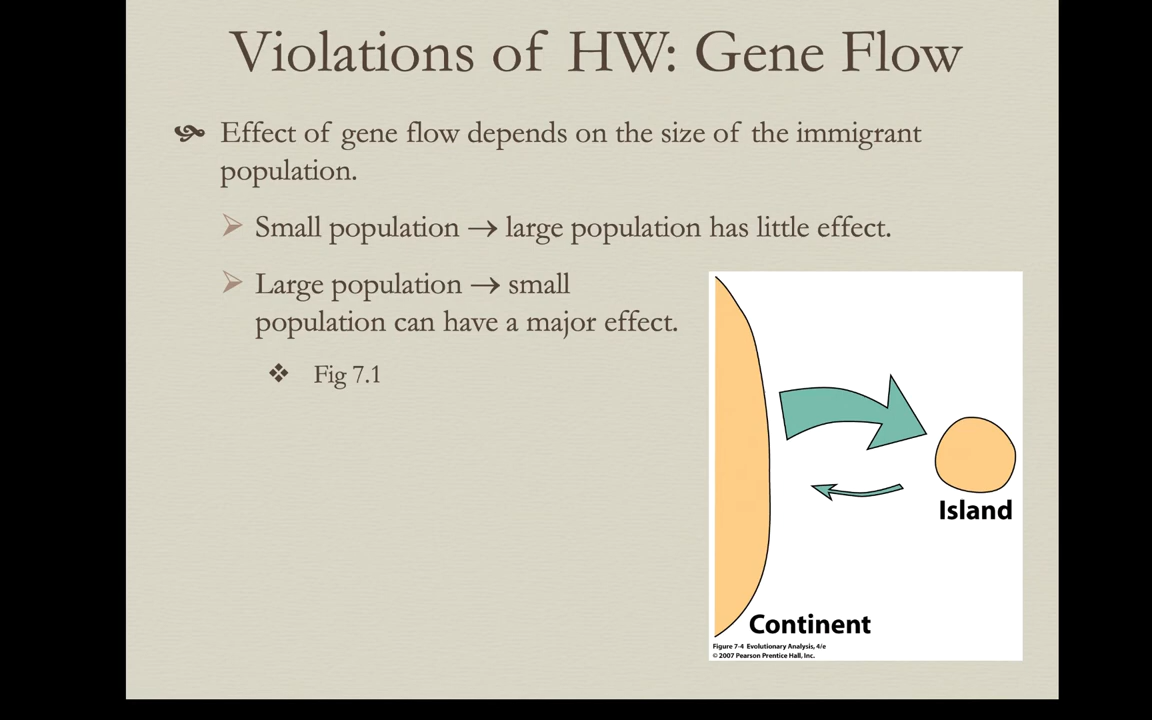 Violations of HW: Gene Flow
Effect of gene flow depends on the size of the immigrant
population.
Small population → large population has little effect.
Large population → small
population can have a major effect.
Fig 7.1
Island
Continent
Figure 7-4 Evolutionary Analysis, 4/e
© 2007 Pearson Prentice Hall, Inc.